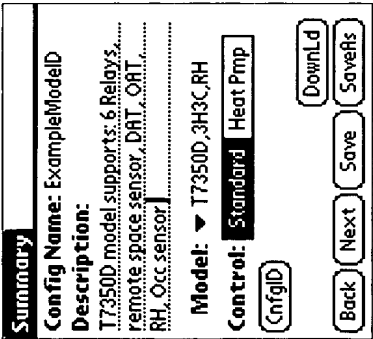 Summary
Config Name: ExampleModelD
Description:
T7350D model supports: 6 Relays,
remote space sensor, DAT, OAT,
RH, Occ sensor
Model: ▼ T7350D,3H3C,RH
Control: Standard Heat Pmp
CnfgID
DownLd
Back Next Save SaveAs